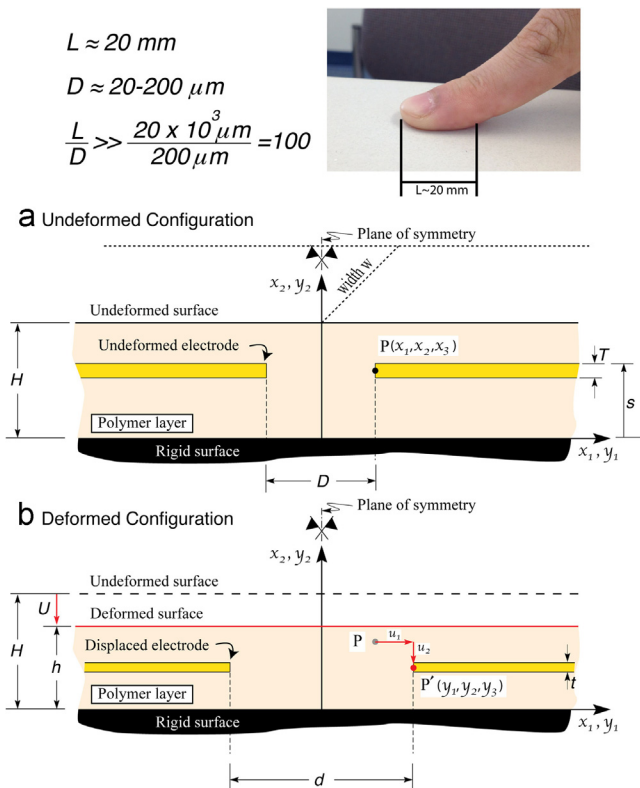 L ≈ 20 mm
D ≈ 20-200 μm
L/D >> 20 x 10³ μm/200 μm =100
L~20 mm
a Undeformed Configuration
Plane of symmetry
width w
x₂, y₂
Undeformed surface
Undeformed electrode
P(x₁,x₂,x₃)
H
T
s
Polymer layer
Rigid surface
x₁, y₁
D
b Deformed Configuration
Plane of symmetry
x₂, y₂
Undeformed surface
U
Deformed surface
H
h
Displaced electrode
P
u₁
u₂
t
P′(y₁,y₂,y₃)
Polymer layer
Rigid surface
x₁, y₁
d